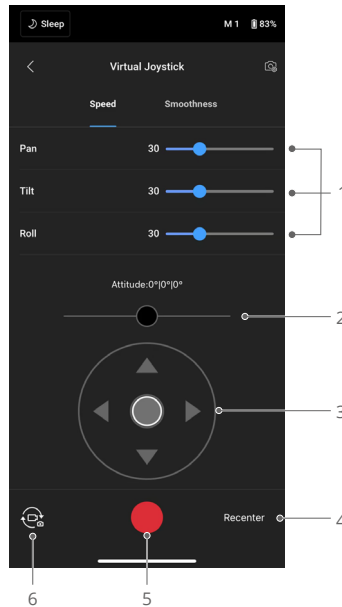 Sleep M 1 83%
Virtual Joystick
Speed Smoothness
Pan 30
1
Tilt 30
Roll 30
Attitude:0°|0°|0°
2
3
Recenter 4
6 5